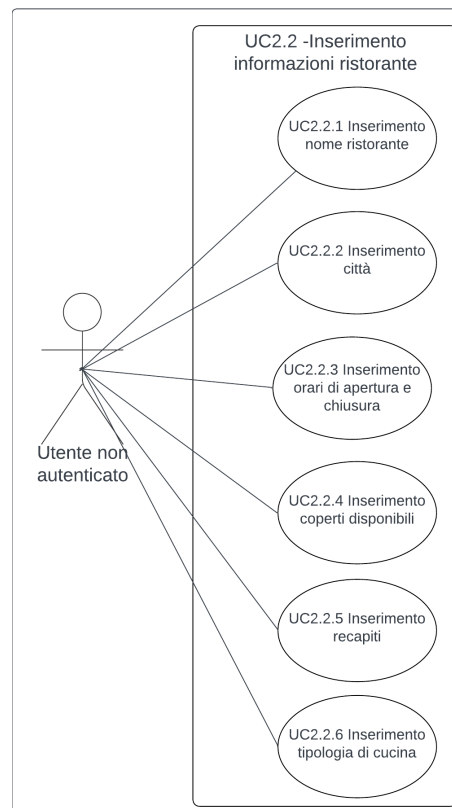 UC2.2 -Inserimento
informazioni ristorante
UC2.2.1 Inserimento
nome ristorante
UC2.2.2 Inserimento
città
UC2.2.3 Inserimento
orari di apertura e
chiusura
Utente non
autenticato
UC2.2.4 Inserimento
coperti disponibili
UC2.2.5 Inserimento
recapiti
UC2.2.6 Inserimento
tipologia di cucina